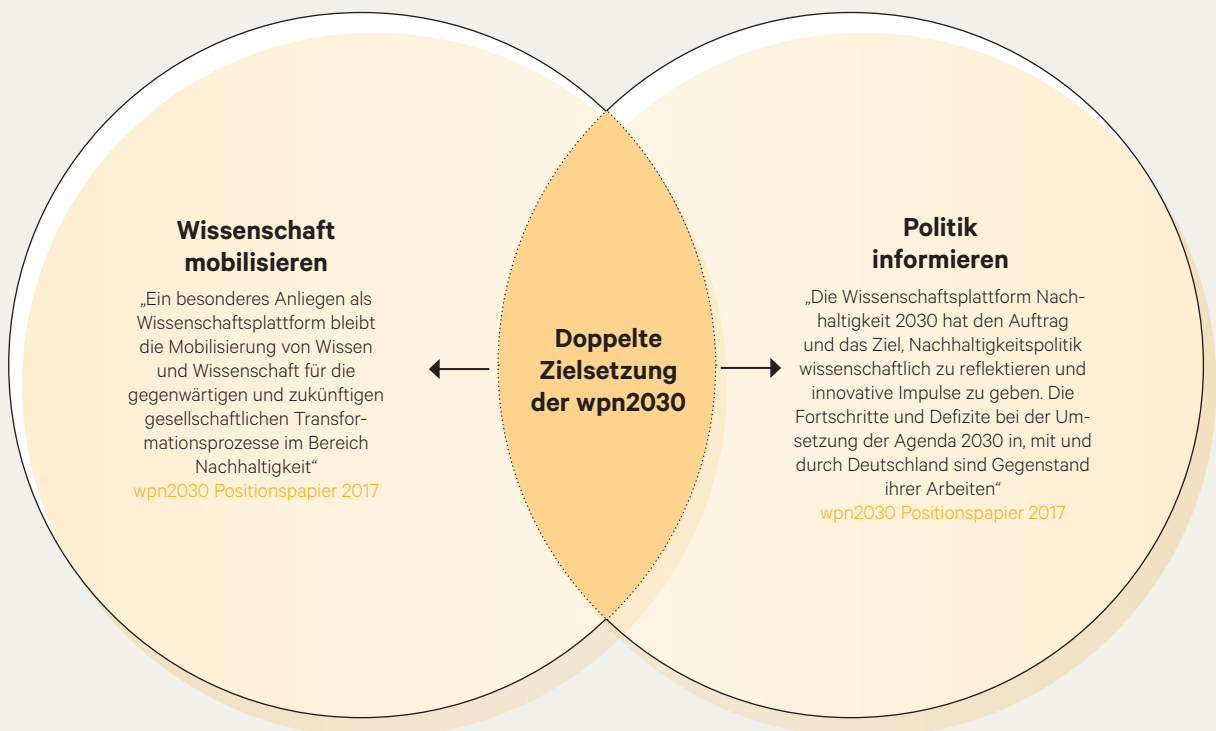 Wissenschaft
mobilisieren
„Ein besonderes Anliegen als
Wissenschaftsplattform bleibt
die Mobilisierung von Wissen
und Wissenschaft für die
gegenwärtigen und zukünftigen
gesellschaftlichen Transfor-
mationsprozesse im Bereich
Nachhaltigkeit“
wpn2030 Positionspapier 2017
Doppelte
Zielsetzung
der wpn2030
Politik
informieren
„Die Wissenschaftsplattform Nach-
haltigkeit 2030 hat den Auftrag
und das Ziel, Nachhaltigkeitspolitik
wissenschaftlich zu reflektieren und
innovative Impulse zu geben. Die
Fortschritte und Defizite bei der Um-
setzung der Agenda 2030 in, mit und
durch Deutschland sind Gegenstand
ihrer Arbeiten“
wpn2030 Positionspapier 2017